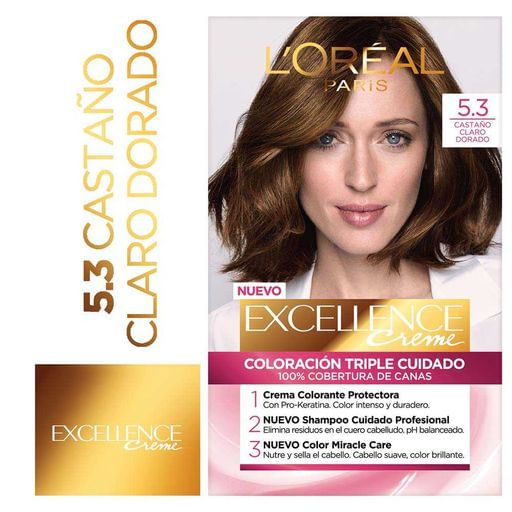 5.3 CASTAÑO
CLARO DORADO
EXCELLENCE
Creme
L'ORÉAL
PARIS
5.3
CASTAÑO
CLARO
DORADO
NUEVO
EXCELLENCE
Creme
COLORACIÓN TRIPLE CUIDADO
100% COBERTURA DE CANAS
1 Crema Colorante Protectora
Con Pro-Keratina. Color intenso y duradero.
2 NUEVO Shampoo Cuidado Profesional
Elimina residuos en el cuero cabelludo. pH balanceado.
3 NUEVO Color Miracle Care
Nutre y sella el cabello. Cabello suave, color brillante.